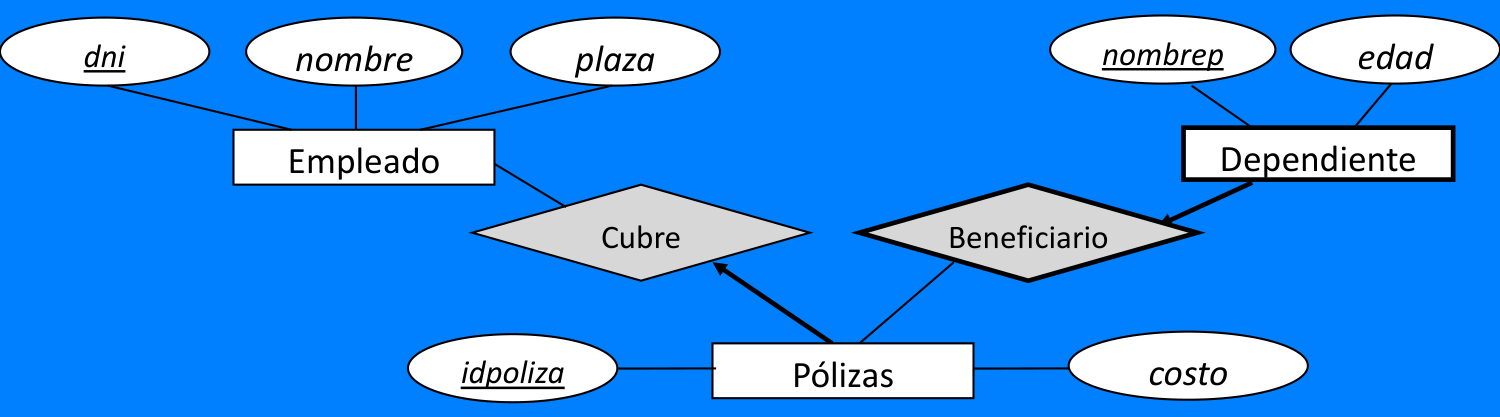 dni
nombre
plaza
nombrep
edad
Empleado
Dependiente
Cubre
Beneficiario
idpoliza
Pólizas
costo